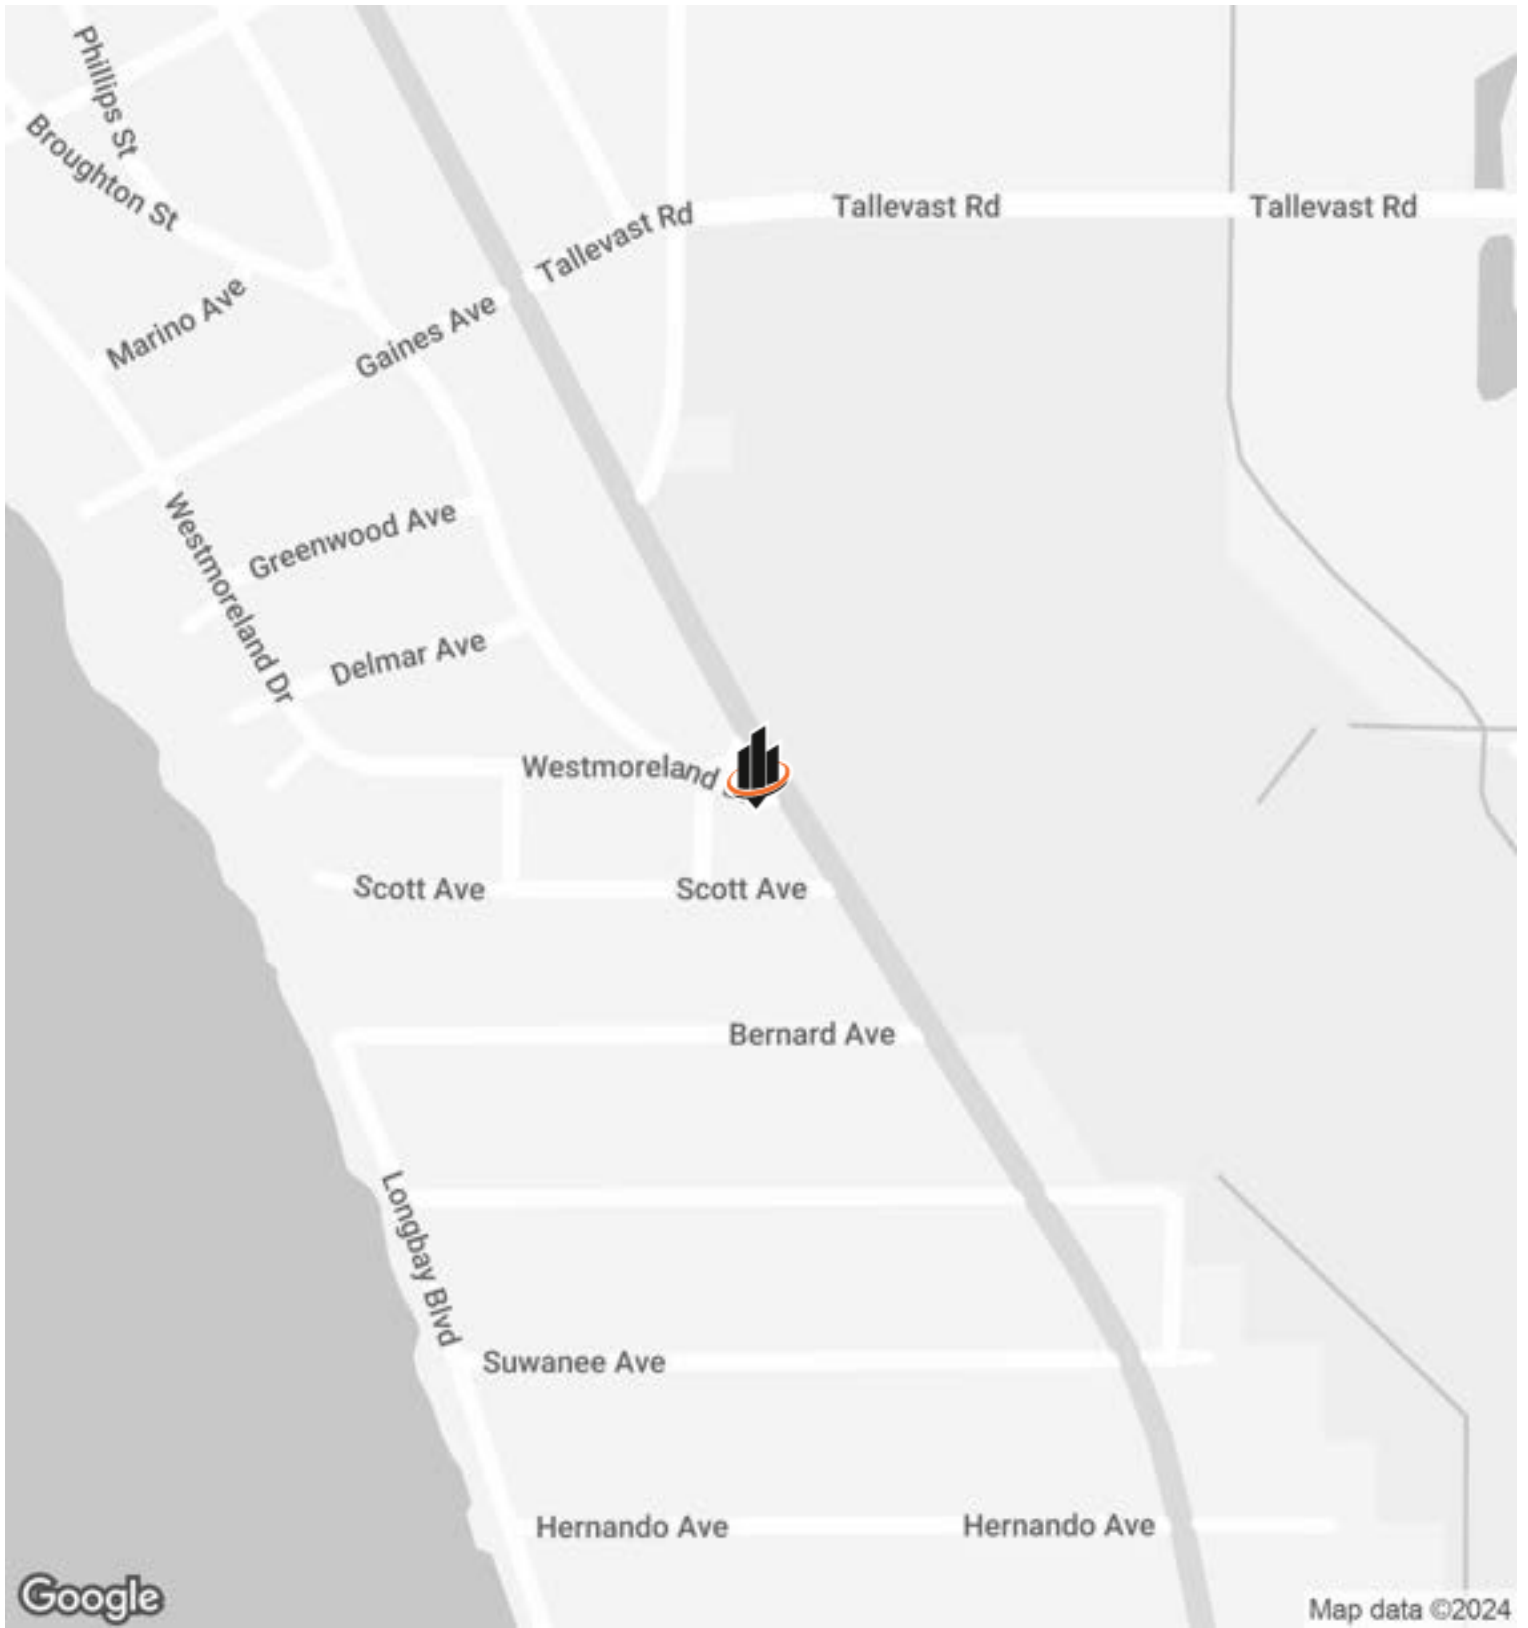 Phillips St
Broughton St
Tallevast Rd
Tallevast Rd
Tallevast Rd
Marino Ave
Gaines Ave
Westmoreland Dr
Greenwood Ave
Delmar Ave
Westmoreland
Scott Ave
Scott Ave
Bernard Ave
Longbay Blvd
Suwanee Ave
Hernando Ave
Hernando Ave
Google
Map data ©2024